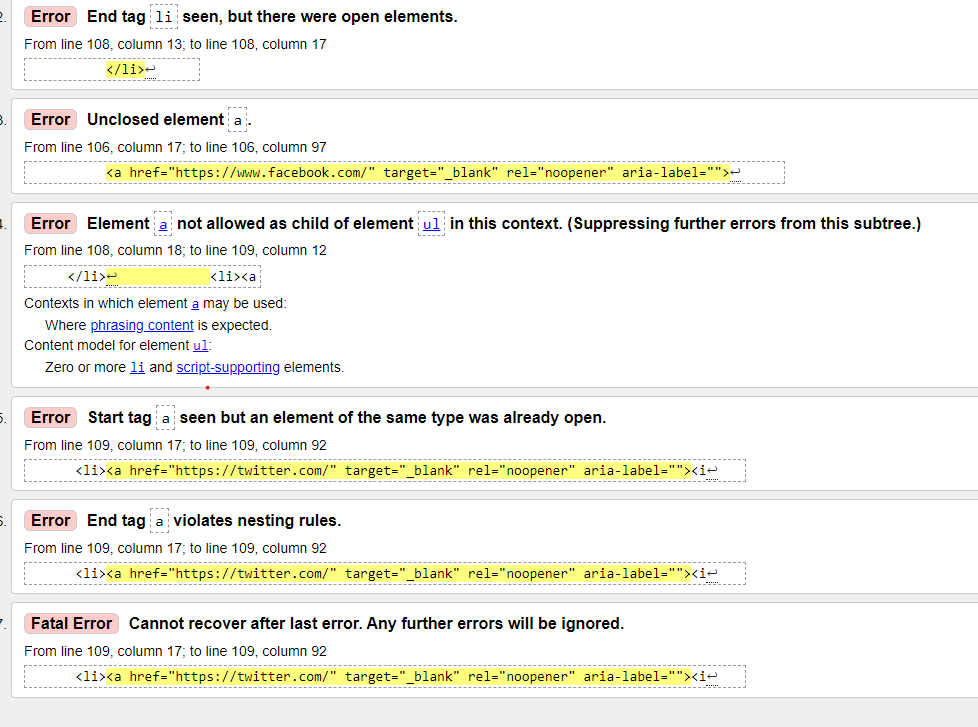 2. Error End tag li seen, but there were open elements.
From line 108, column 13; to line 108, column 17
</li>↩
3. Error Unclosed element a.
From line 106, column 17; to line 106, column 97
<a href="https://www.facebook.com/" target="_blank" rel="noopener" aria-label="">↩
4. Error Element a not allowed as child of element ul in this context. (Suppressing further errors from this subtree.)
From line 108, column 18; to line 109, column 12
</li>↩ <li><a
Contexts in which element a may be used:
Where phrasing content is expected.
Content model for element ul:
Zero or more li and script-supporting elements.
5. Error Start tag a seen but an element of the same type was already open.
From line 109, column 17; to line 109, column 92
<li><a href="https://twitter.com/" target="_blank" rel="noopener" aria-label=""><i↩
6. Error End tag a violates nesting rules.
From line 109, column 17; to line 109, column 92
<li><a href="https://twitter.com/" target="_blank" rel="noopener" aria-label=""><i↩
7. Fatal Error Cannot recover after last error. Any further errors will be ignored.
From line 109, column 17; to line 109, column 92
<li><a href="https://twitter.com/" target="_blank" rel="noopener" aria-label=""><i↩